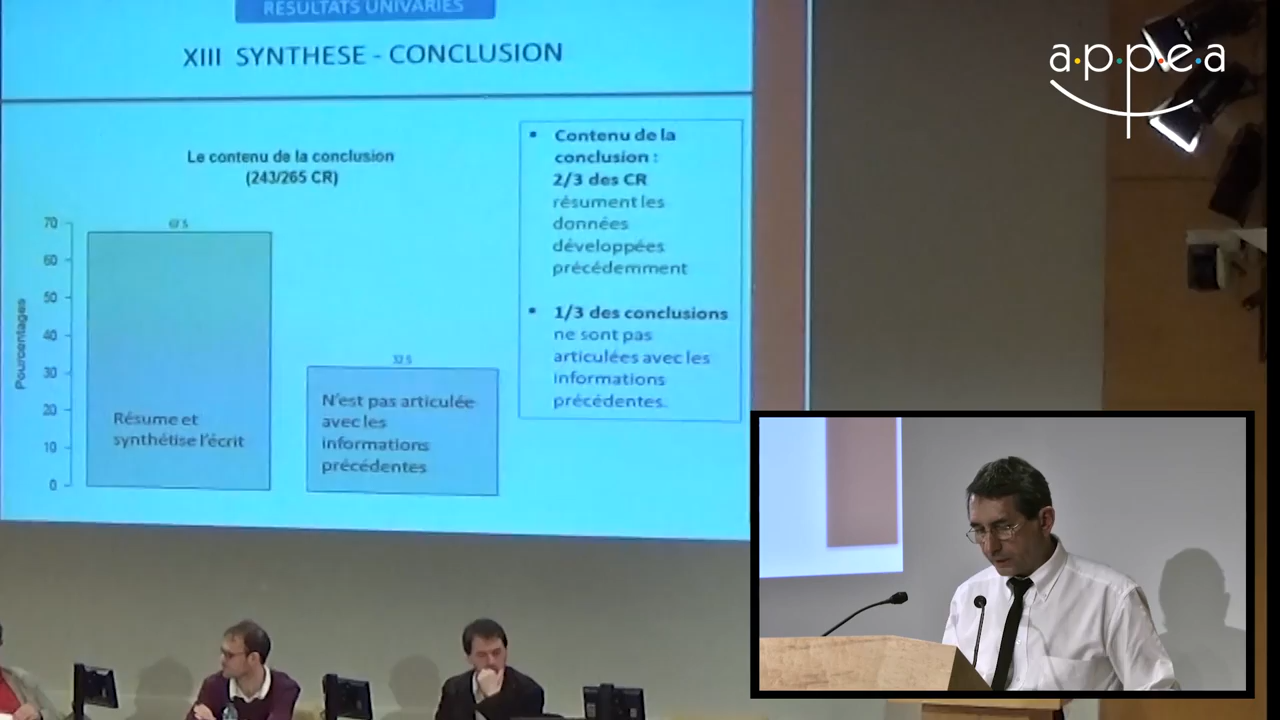 RESULTATS UNIVARIES
XIII SYNTHESE - CONCLUSION
Le contenu de la conclusion
(243/265 CR)
Pourcentages
70
60
50
40
30
20
10
0
67.5
Résume et
synthétise l'écrit
32.5
N'est pas articulée
avec les
informations
précédentes
• Contenu de la
conclusion :
2/3 des CR
résument les
données
développées
précédemment
• 1/3 des conclusions
ne sont pas
articulées avec les
informations
précédentes.
a.p.p.e.a